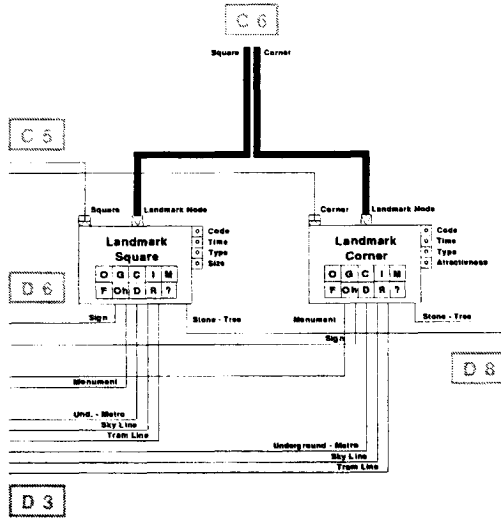 C 6
Square Corner
C 5
Square Landmark Node
Corner Landmark Node
Landmark
Square
Code
Time
Type
Size
O G C I M
F Oh D R ?
Landmark
Corner
Code
Time
Type
Atractiveness
O G C I M
F Oh D R ?
D 6
Sign Stone - Tree
Monument Stone - Tree
Sign
D 8
Monument
Und. - Metro
Sky Line
Tram Line
Underground - Metro
Sky Line
Tram Line
D 3